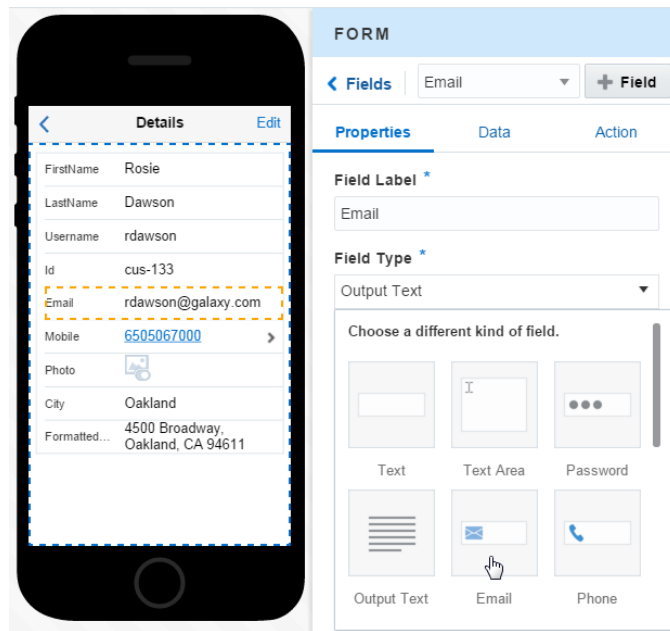 Details
Edit
FirstName Rosie
LastName Dawson
Username rdawson
Id cus-133
Email rdawson@galaxy.com
Mobile 6505067000
Photo
City Oakland
Formatted... 4500 Broadway,
Oakland, CA 94611
FORM
Fields
Email
Field
Properties Data Action
Field Label *
Email
Field Type *
Output Text
Choose a different kind of field.
Text Text Area Password
Output Text Email Phone